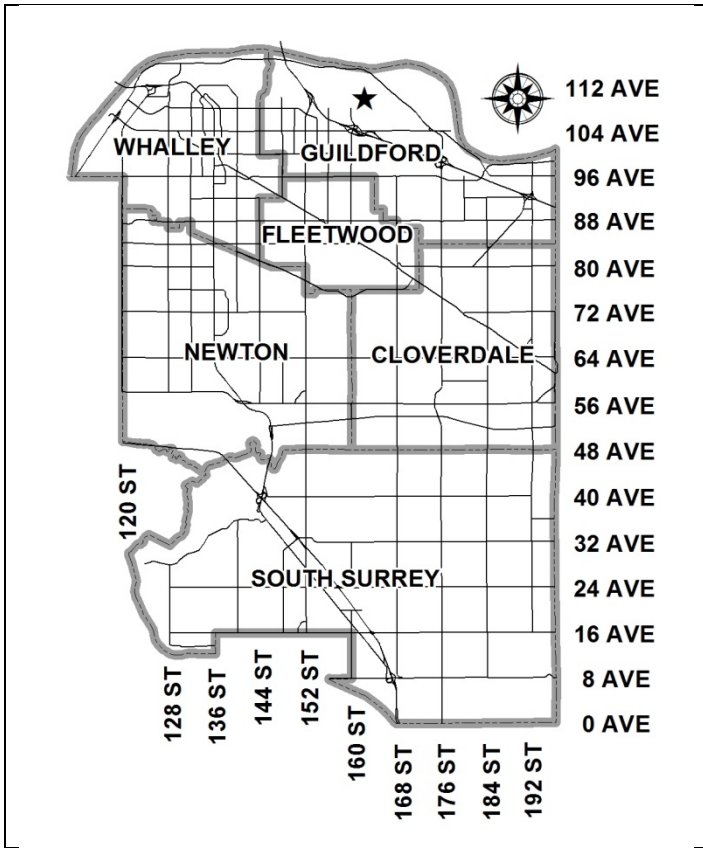 112 AVE
104 AVE
WHALLEY
GUILDFORD
96 AVE
88 AVE
FLEETWOOD
80 AVE
72 AVE
NEWTON
CLOVERDALE
64 AVE
56 AVE
48 AVE
120 ST
40 AVE
32 AVE
SOUTH SURREY
24 AVE
16 AVE
8 AVE
0 AVE
128 ST
136 ST
144 ST
152 ST
160 ST
168 ST
176 ST
184 ST
192 ST